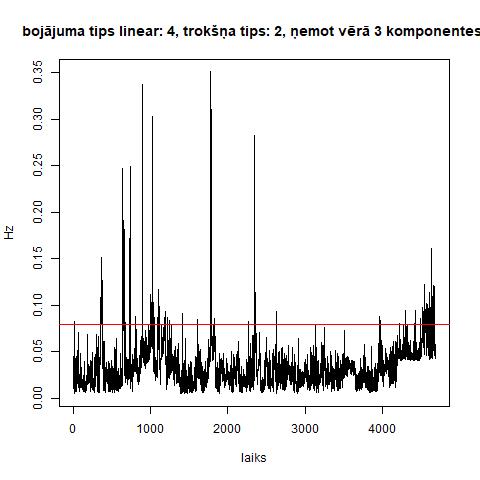 bojājuma tips linear: 4, trokšņa tips: 2, ņemot vērā 3 komponentes
Hz
0.00 0.05 0.10 0.15 0.20 0.25 0.30 0.35
0 1000 2000 3000 4000
laiks